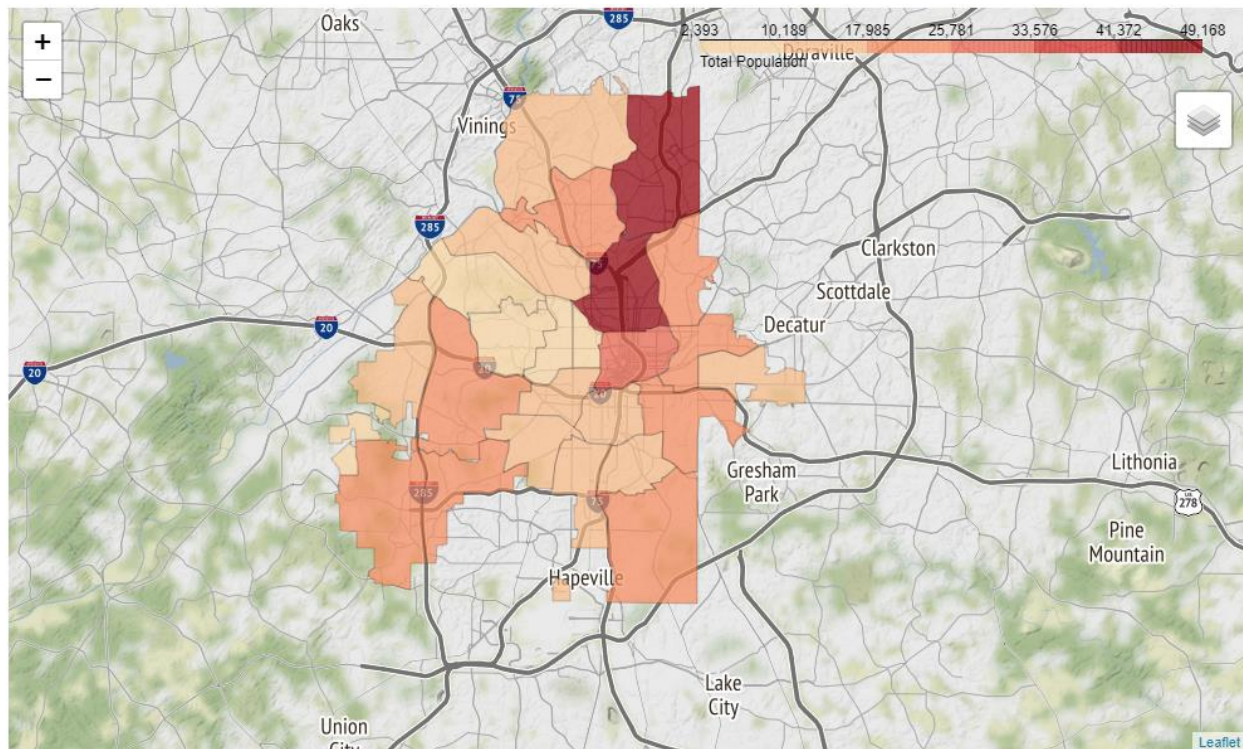 Oaks
285
2,393 10,189 17,985 25,781 33,576 41,372 49,168
Doraville
Total Population
+
−
75
Vinings
285
Clarkston
Scottdale
Decatur
20
20
20
Gresham
Park
Lithonia
285
75
U.S.
278
Pine
Mountain
Hapeville
Lake
City
Union
City
Leaflet